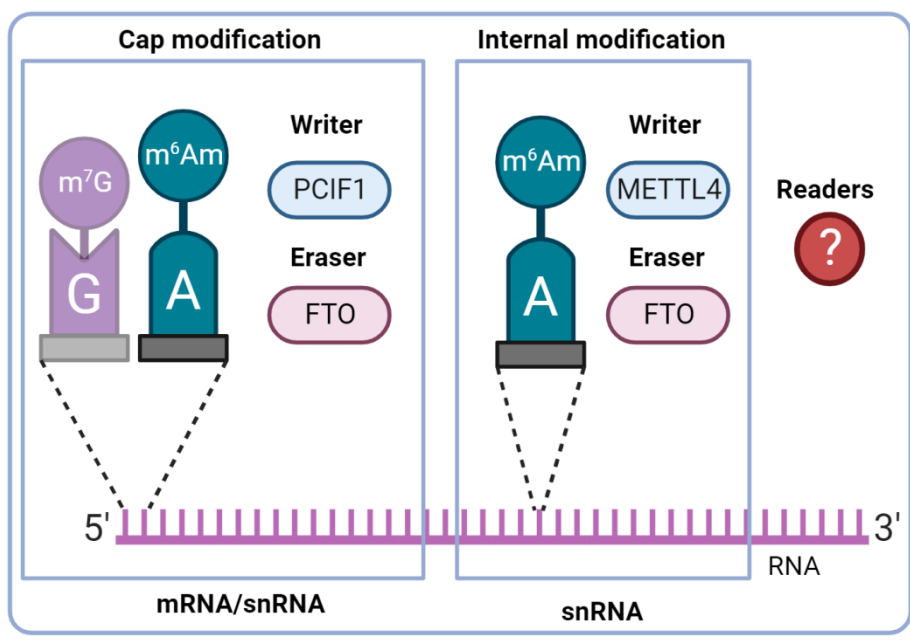 Cap modification
m⁷G
m⁶Am
G
A
Writer
PCIF1
Eraser
FTO
Internal modification
m⁶Am
A
Writer
METTL4
Eraser
FTO
Readers
?
5'
3'
RNA
mRNA/snRNA
snRNA